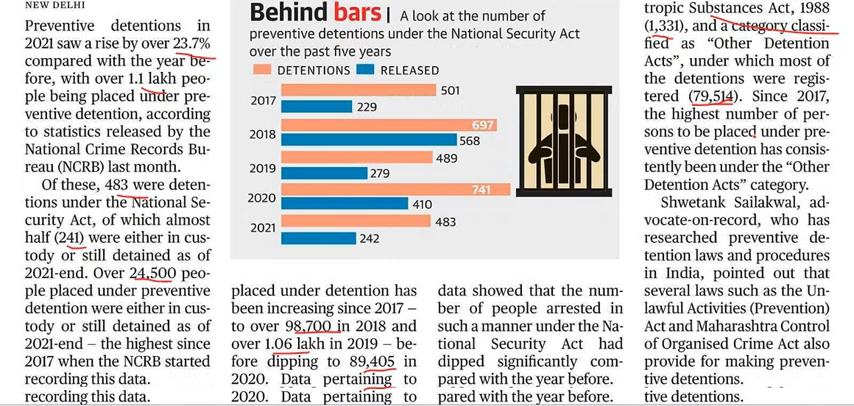 NEW DELHI
Preventive detentions in
2021 saw a rise by over 23.7%
compared with the year be-
fore, with over 1.1 lakh peo-
ple being placed under pre-
ventive detention, according
to statistics released by the
National Crime Records Bu-
reau (NCRB) last month.
Of these, 483 were deten-
tions under the National Se-
curity Act, of which almost
half (241) were either in cus-
tody or still detained as of
2021-end. Over 24,500 peo-
ple placed under preventive
detention were either in cus-
tody or still detained as of
2021-end — the highest since
2017 when the NCRB started
recording this data.
recording this data.
Behind bars | A look at the number of
preventive detentions under the National Security Act
over the past five years
DETENTIONS RELEASED
2017 501
229
2018 697
568
2019 489
279
2020 741
410
2021 483
242
placed under detention has
been increasing since 2017 —
to over 98,700 in 2018 and
over 1.06 lakh in 2019 — be-
fore dipping to 89,405 in
2020. Data pertaining to
2020. Data pertaining to
data showed that the num-
ber of people arrested in
such a manner under the Na-
tional Security Act had
dipped significantly com-
pared with the year before.
pared with the year before.
tropic Substances Act, 1988
(1,331), and a category classi-
fied as “Other Detention
Acts”, under which most of
the detentions were regis-
tered (79,514). Since 2017,
the highest number of per-
sons to be placed under pre-
ventive detention has consis-
tently been under the “Other
Detention Acts” category.
Shwetank Sailakwal, ad-
vocate-on-record, who has
researched preventive de-
tention laws and procedures
in India, pointed out that
several laws such as the Un-
lawful Activities (Prevention)
Act and Maharashtra Control
of Organised Crime Act also
provide for making preven-
tive detentions.
tive detentions.